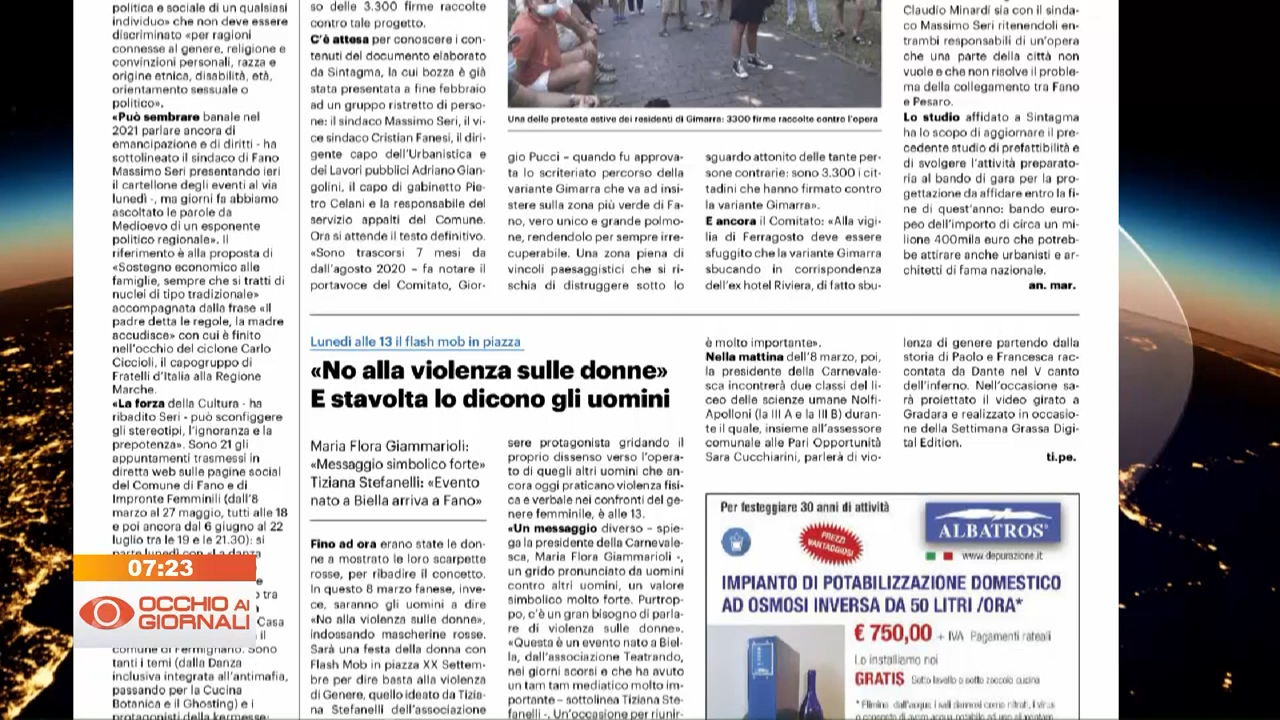 politica e sociale di un qualsiasi
individuo» che non deve essere
discriminato «per ragioni
connesse al genere, religione e
convinzioni personali, razza e
origine etnica, disabilità, età,
orientamento sessuale o
politico».
«Può sembrare banale nel
2021 parlare ancora di
emancipazione e di diritti - ha
sottolineato il sindaco di Fano
Massimo Seri presentando ieri
il cartellone degli eventi al via
lunedì -, ma giorni fa abbiamo
ascoltato le parole da
Medioevo di un esponente
politico regionale». Il
riferimento è alla proposta di
«Sostegno economico alle
famiglie, sempre che si tratti di
nuclei di tipo tradizionale»
accompagnata dalla frase «Il
padre detta le regole, la madre
accudisce» con cui è finito
nell'occhio del ciclone Carlo
Ciccioli, il capogruppo di
Fratelli d'Italia alla Regione
Marche.
«La forza della Cultura - ha
ribadito Seri - può sconfiggere
gli stereotipi, l'ignoranza e la
prepotenza». Sono 21 gli
appuntamenti trasmessi in
diretta web sulle pagine social
del Comune di Fano e di
Impronte Femminili (dall'8
marzo al 27 maggio, tutti alle 18
e poi ancora dal 6 giugno al 22
luglio tra le 19 e le 21.30): si
parte lunedì con «La danza
e
tra
Casa
il
comune di Fermignano. Sono
tanti i temi (dalla Danza
inclusiva integrata all'antimafia,
passando per la Cucina
Botanica e il Ghosting) e i
protagonisti della kermesse:
so delle 3.300 firme raccolte
contro tale progetto.
C'è attesa per conoscere i con-
tenuti del documento elaborato
da Sintagma, la cui bozza è già
stata presentata a fine febbraio
ad un gruppo ristretto di perso-
ne: il sindaco Massimo Seri, il vi-
ce sindaco Cristian Fanesi, il diri-
gente capo dell'Urbanistica e
dei Lavori pubblici Adriano Gian-
golini, il capo di gabinetto Pie-
tro Celani e la responsabile del
servizio appalti del Comune.
Ora si attende il testo definitivo.
«Sono trascorsi 7 mesi da
dall'agosto 2020 – fa notare il
portavoce del Comitato, Gior-
Una delle proteste estive dei residenti di Gimarra: 3300 firme raccolte contro l'opera
gio Pucci – quando fu approva-
ta lo scriteriato percorso della
variante Gimarra che va ad insi-
stere sulla zona più verde di Fa-
no, vero unico e grande polmo-
ne, rendendolo per sempre irre-
cuperabile. Una zona piena di
vincoli paesaggistici che si ri-
schia di distruggere sotto lo
sguardo attonito delle tante per-
sone contrarie: sono 3.300 i cit-
tadini che hanno firmato contro
la variante Gimarra».
E ancora il Comitato: «Alla vigi-
lia di Ferragosto deve essere
sfuggito che la variante Gimarra
sbucando in corrispondenza
dell'ex hotel Riviera, di fatto sbu-
Claudio Minardi sia con il sinda-
co Massimo Seri ritenendoli en-
trambi responsabili di un'opera
che una parte della città non
vuole e che non risolve il proble-
ma della collegamento tra Fano
e Pesaro.
Lo studio affidato a Sintagma
ha lo scopo di aggiornare il pre-
cedente studio di prefattibilità e
di svolgere l'attività preparato-
ria al bando di gara per la pro-
gettazione da affidare entro la fi-
ne di quest'anno: bando euro-
peo dell'importo di circa un mi-
lione 400mila euro che potreb-
be attirare anche urbanisti e ar-
chitetti di fama nazionale.
an. mar.
Lunedì alle 13 il flash mob in piazza
«No alla violenza sulle donne»
E stavolta lo dicono gli uomini
Maria Flora Giammarioli:
«Messaggio simbolico forte»
Tiziana Stefanelli: «Evento
nato a Biella arriva a Fano»
Fino ad ora erano state le don-
ne a mostrato le loro scarpette
rosse, per ribadire il concetto.
In questo 8 marzo fanese, inve-
ce, saranno gli uomini a dire
«No alla violenza sulle donne»,
indossando mascherine rosse.
Sarà una festa della donna con
Flash Mob in piazza XX Settem-
bre per dire basta alla violenza
di Genere, quello ideato da Tizia-
na Stefanelli dell'associazione
sere protagonista gridando il
proprio dissenso verso l'opera-
to di quegli altri uomini che an-
cora oggi praticano violenza fisi-
ca e verbale nei confronti del ge-
nere femminile, è alle 13.
«Un messaggio diverso – spie-
ga la presidente della Carnevale-
sca, Maria Flora Giammarioli -,
un grido pronunciato da uomini
contro altri uomini, un valore
simbolico molto forte. Purtrop-
po, c'è un gran bisogno di parla-
re di violenza sulle donne».
«Questa è un evento nato a Biel-
la, dall'associazione Teatrando,
nei giorni scorsi e che ha avuto
un tam tam mediatico molto im-
portante – sottolinea Tiziana Ste-
fanelli -. Un'occasione per riunir-
è molto importante».
Nella mattina dell'8 marzo, poi,
la presidente della Carnevale-
sca incontrerà due classi del li-
ceo delle scienze umane Nolfi-
Apolloni (la III A e la III B) duran-
te il quale, insieme all'assessore
comunale alle Pari Opportunità
Sara Cucchiarini, parlerà di vio-
lenza di genere partendo dalla
storia di Paolo e Francesca rac-
contata da Dante nel V canto
dell'inferno. Nell'occasione sa-
rà proiettato il video girato a
Gradara e realizzato in occasio-
ne della Settimana Grassa Digi-
tal Edition.
ti.pe.
Per festeggiare 30 anni di attività
PREZZI
VANTAGGIOSI
ALBATROS
www.depurazione.it
IMPIANTO DI POTABILIZZAZIONE DOMESTICO
AD OSMOSI INVERSA DA 50 LITRI /ORA*
€ 750,00 + IVA Pagamenti rateali
Lo installiamo noi
GRATIS Sotto lavello o sotto zoccolo cucina
* Elimina dall'acqua: i sali dannosi come nitrati, i virus
07:23
OCCHIO AI
GIORNALI